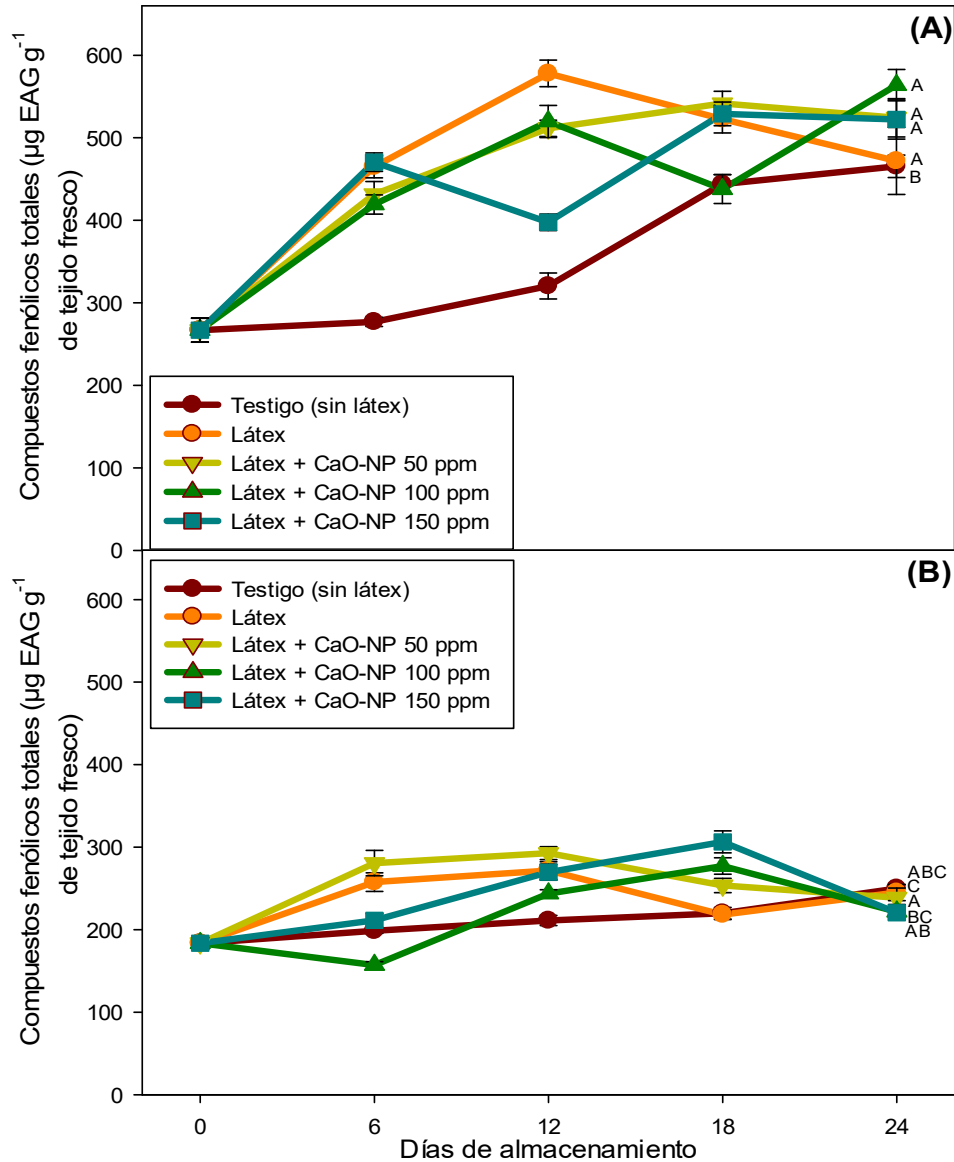 (A)
Compuestos fenólicos totales (µg EAG g⁻¹
de tejido fresco)
600
500
400
300
200
100
0
A
A
A
A
B
Testigo (sin látex)
Látex
Látex + CaO-NP 50 ppm
Látex + CaO-NP 100 ppm
Látex + CaO-NP 150 ppm
(B)
Compuestos fenólicos totales (µg EAG g⁻¹
de tejido fresco)
Testigo (sin látex)
Látex
Látex + CaO-NP 50 ppm
Látex + CaO-NP 100 ppm
Látex + CaO-NP 150 ppm
600
500
400
300
200
100
0
ABC
C
A
BC
AB
0 6 12 18 24
Días de almacenamiento